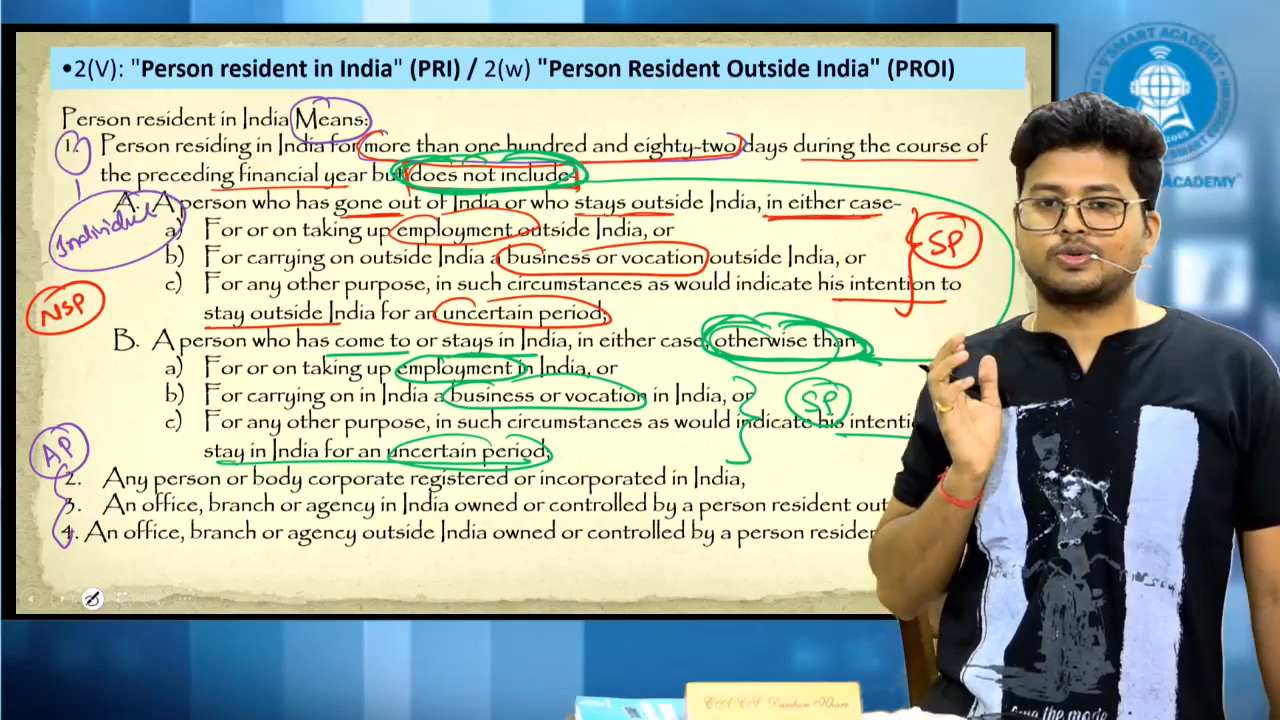 •2(V): "Person resident in India" (PRI) / 2(w) "Person Resident Outside India" (PROI)
Person resident in India Means:
1. Person residing in India for more than one hundred and eighty-two days during the course of
the preceding financial year but does not include-
A. A person who has gone out of India or who stays outside India, in either case-
a) For or on taking up employment outside India, or
b) For carrying on outside India a business or vocation outside India, or
c) For any other purpose, in such circumstances as would indicate his intention to
stay outside India for an uncertain period;
B. A person who has come to or stays in India, in either case, otherwise than
a) For or on taking up employment in India, or
b) For carrying on in India a business or vocation in India, or
c) For any other purpose, in such circumstances as would indicate his intenti
stay in India for an uncertain period;
2. Any person or body corporate registered or incorporated in India,
3. An office, branch or agency in India owned or controlled by a person resident out
4. An office, branch or agency outside India owned or controlled by a person residen
NSP
SP
SP
AP
SMART ACADEMY
ACADEMY
CA CS Darshan Khare